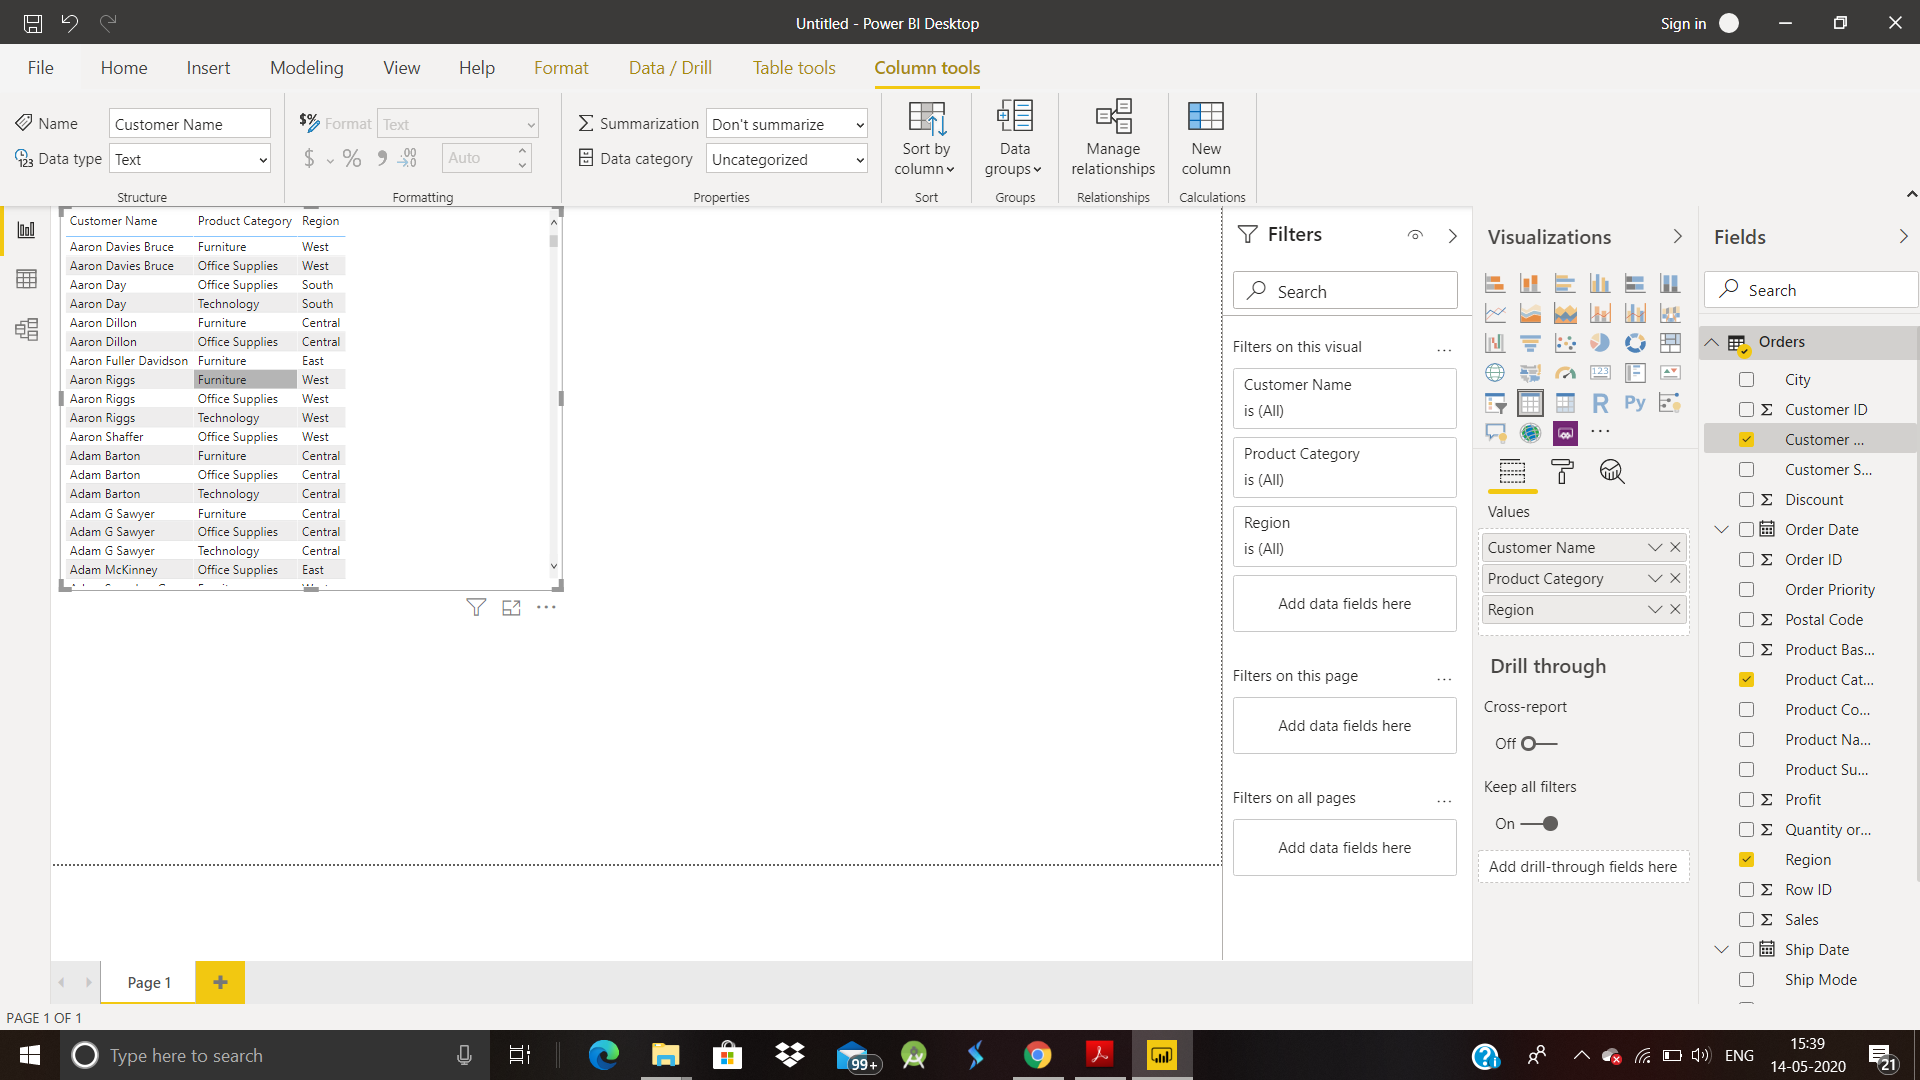 Untitled - Power BI Desktop
Sign in
File Home Insert Modeling View Help Format Data / Drill Table tools Column tools
Name Customer Name
Data type Text
Structure
$% Format Text
$ % 9 .00 Auto
Formatting
Summarization Don't summarize
Data category Uncategorized
Properties
Sort by column
Sort
Data groups
Groups
Manage relationships
Relationships
New column
Calculations
Customer Name Product Category Region
Aaron Davies Bruce Furniture West
Aaron Davies Bruce Office Supplies West
Aaron Day Office Supplies South
Aaron Day Technology South
Aaron Dillon Furniture Central
Aaron Dillon Office Supplies Central
Aaron Fuller Davidson Furniture East
Aaron Riggs Furniture West
Aaron Riggs Office Supplies West
Aaron Riggs Technology West
Aaron Shaffer Office Supplies West
Adam Barton Furniture Central
Adam Barton Office Supplies Central
Adam Barton Technology Central
Adam G Sawyer Furniture Central
Adam G Sawyer Office Supplies Central
Adam G Sawyer Technology Central
Adam McKinney Office Supplies East
Filters
Search
Filters on this visual ...
Customer Name
is (All)
Product Category
is (All)
Region
is (All)
Add data fields here
Filters on this page ...
Add data fields here
Filters on all pages ...
Add data fields here
Visualizations
123
R Py
...
Values
Customer Name
Product Category
Region
Drill through
Cross-report
Off
Keep all filters
On
Add drill-through fields here
Fields
Search
Orders
City
Σ Customer ID
Customer ...
Customer S...
Σ Discount
Order Date
Σ Order ID
Order Priority
Σ Postal Code
Σ Product Bas...
Product Cat...
Product Co...
Product Na...
Product Su...
Σ Profit
Σ Quantity or...
Region
Σ Row ID
Σ Sales
Ship Date
Ship Mode
Page 1 +
PAGE 1 OF 1
Type here to search
99+
ENG
15:39
14-05-2020
21